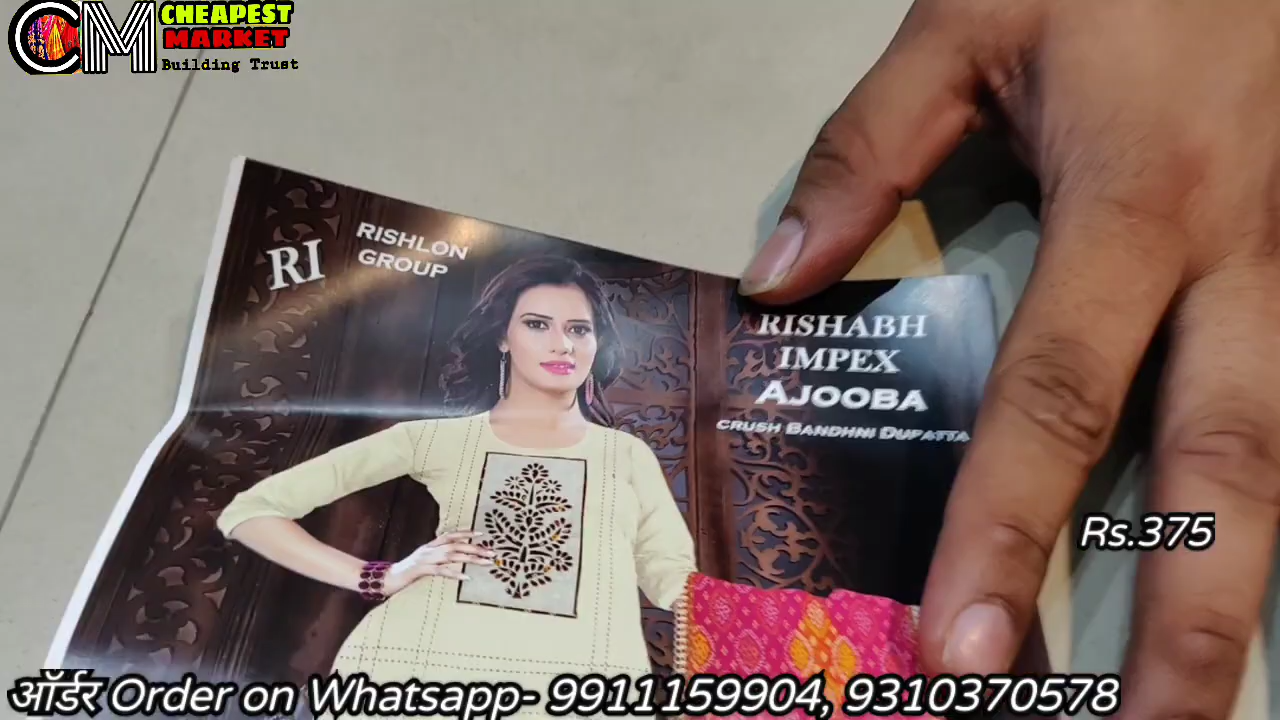 CM CHEAPEST
MARKET
Building Trust
RI
RISHLON
GROUP
RISHABH
IMPEX
AJOOBA
CRUSH BANDHNI DUPATTA
Rs.375
ऑर्डर Order on Whatsapp- 9911159904, 9310370578